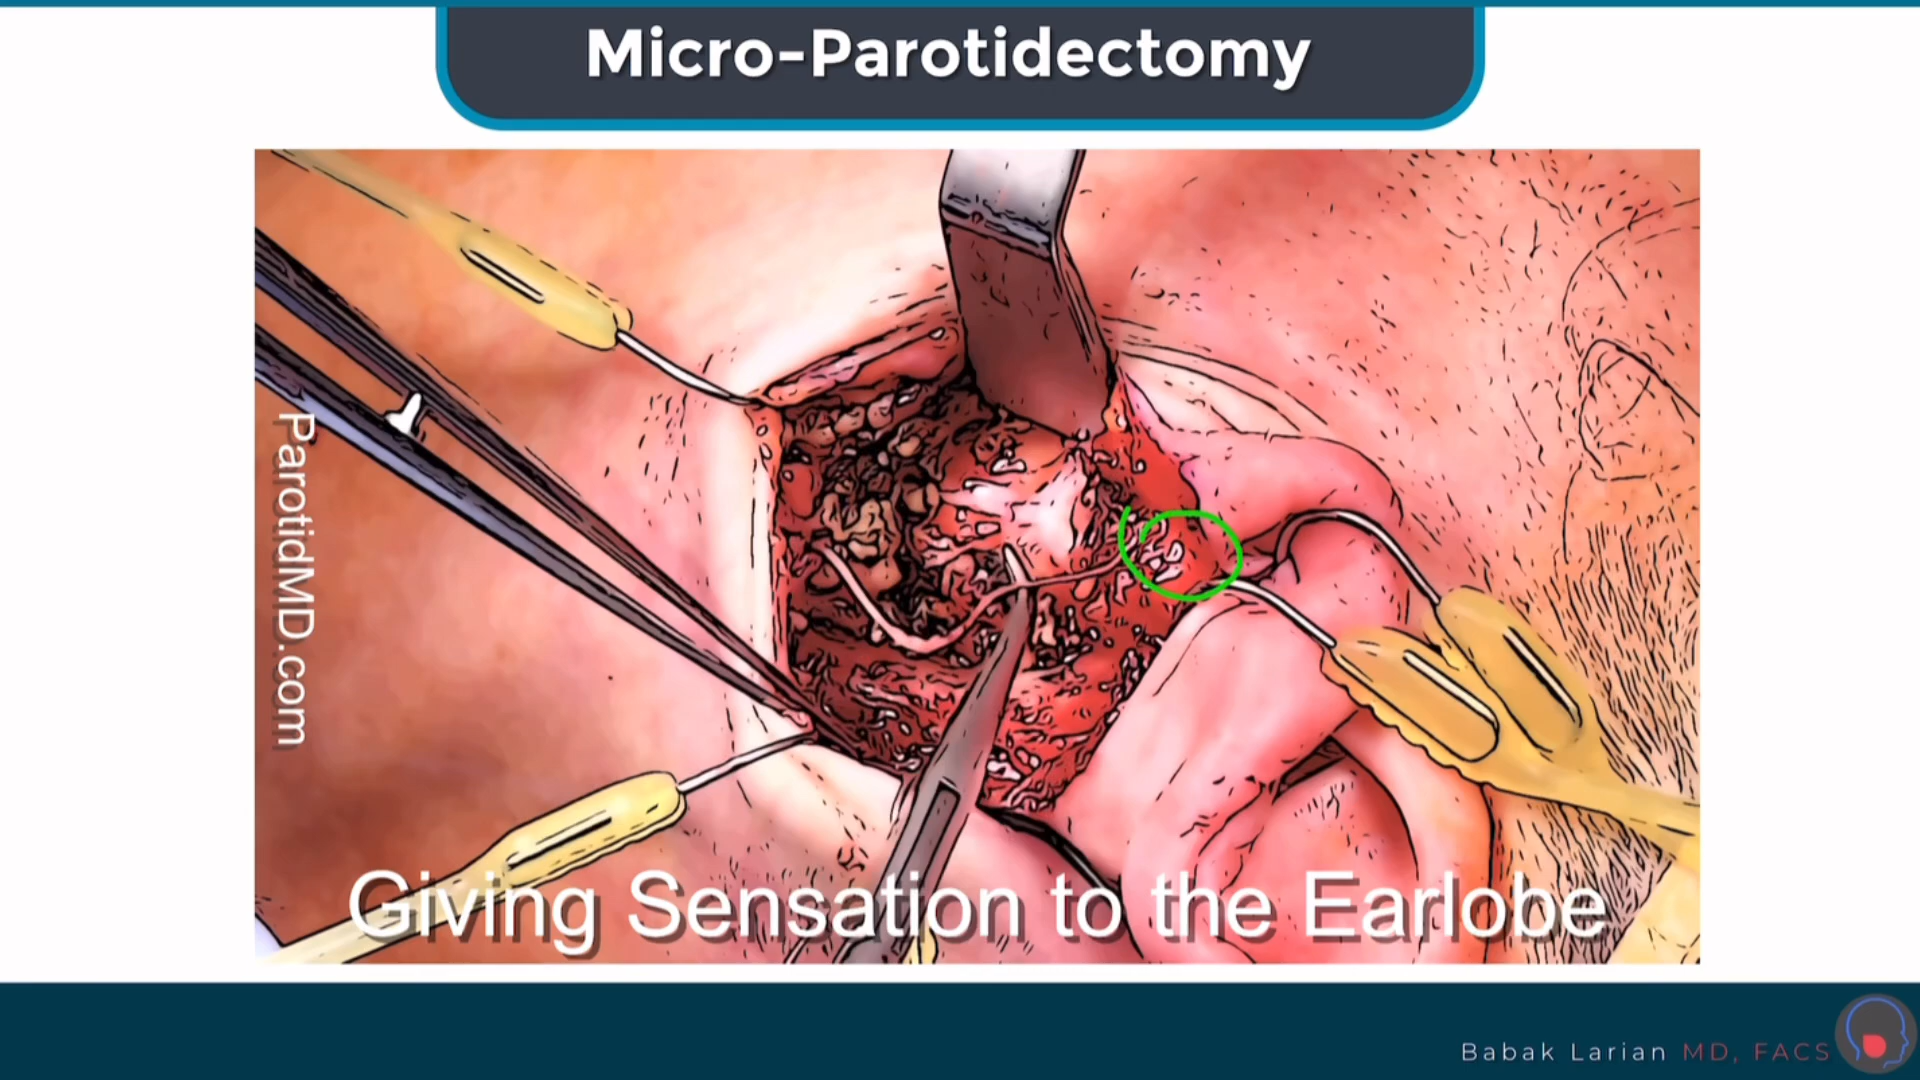 Micro-Parotidectomy
ParotidMD.com
Giving Sensation to the Earlobe
Babak Larian MD, FACS